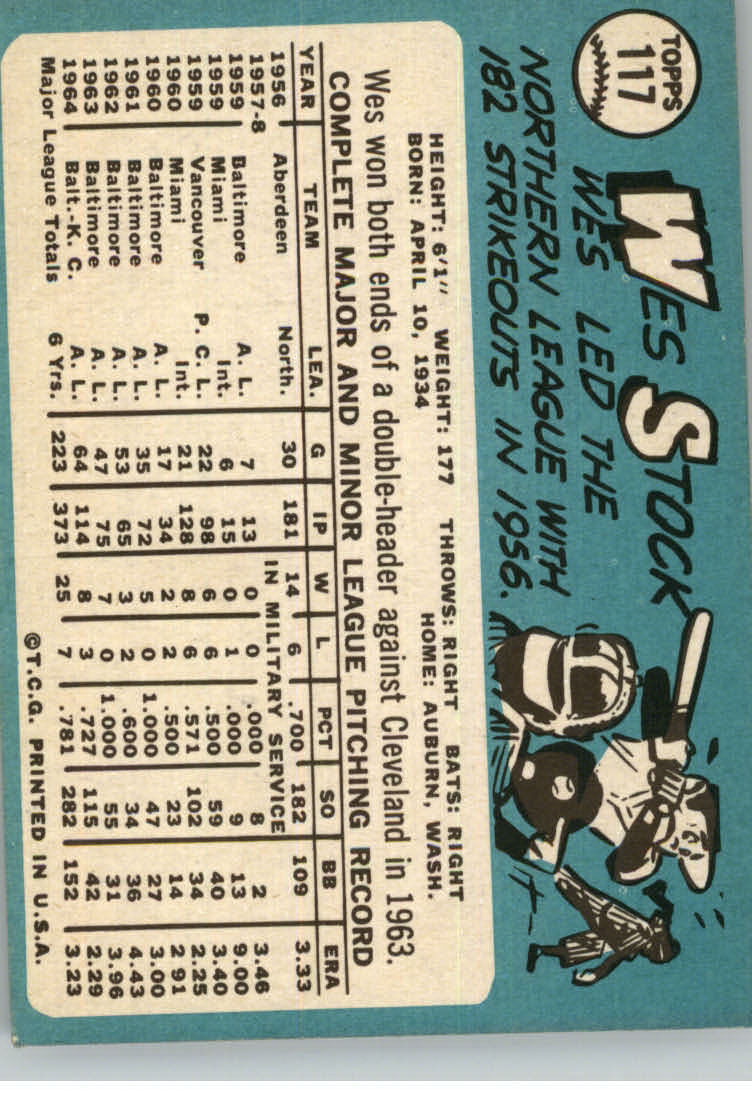 TOPPS
117
WES STOCK
WES LED THE
NORTHERN LEAGUE WITH
182 STRIKEOUTS IN 1956.
HEIGHT: 6'1" WEIGHT: 177 THROWS: RIGHT BATS: RIGHT
BORN: APRIL 10, 1934 HOME: AUBURN, WASH.
Wes won both ends of a double-header against Cleveland in 1963.
COMPLETE MAJOR AND MINOR LEAGUE PITCHING RECORD
YEAR TEAM LEA. G IP W L PCT SO BB ERA
1956 Aberdeen North. 30 181 14 6 .700 182 109 3.33
1957-8 IN MILITARY SERVICE
1959 Baltimore A. L. 7 13 0 0 .000 8 2 3.46
1959 Miami Int. 6 15 0 1 .000 9 13 9.00
1959 Vancouver P. C. L. 22 98 6 6 .500 59 40 3.40
1960 Miami Int. 21 128 8 6 .571 102 34 2.25
1960 Baltimore A. L. 17 34 2 2 .500 23 14 2.91
1961 Baltimore A. L. 35 72 5 0 1.000 47 27 3.00
1962 Baltimore A. L. 53 65 3 2 .600 34 36 4.43
1963 Baltimore A. L. 47 75 7 0 1.000 55 31 3.96
1964 Balt.-K. C. A. L. 64 114 8 3 .727 115 42 2.29
Major League Totals 6 Yrs. 223 373 25 7 .781 282 152 3.23
©T.C.G. PRINTED IN U.S.A.